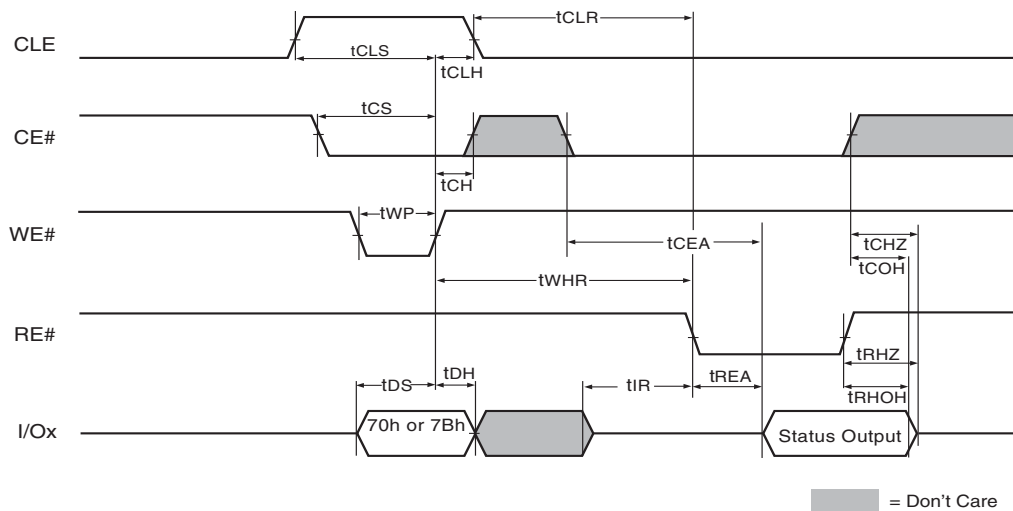 CLE
tCLR
tCLS
tCLH
CE#
tCS
tCH
WE#
tWP
tCEA
tCHZ
tCOH
tWHR
RE#
tDS
tDH
tIR
tREA
tRHZ
tRHOH
I/Ox
70h or 7Bh
Status Output
= Don't Care